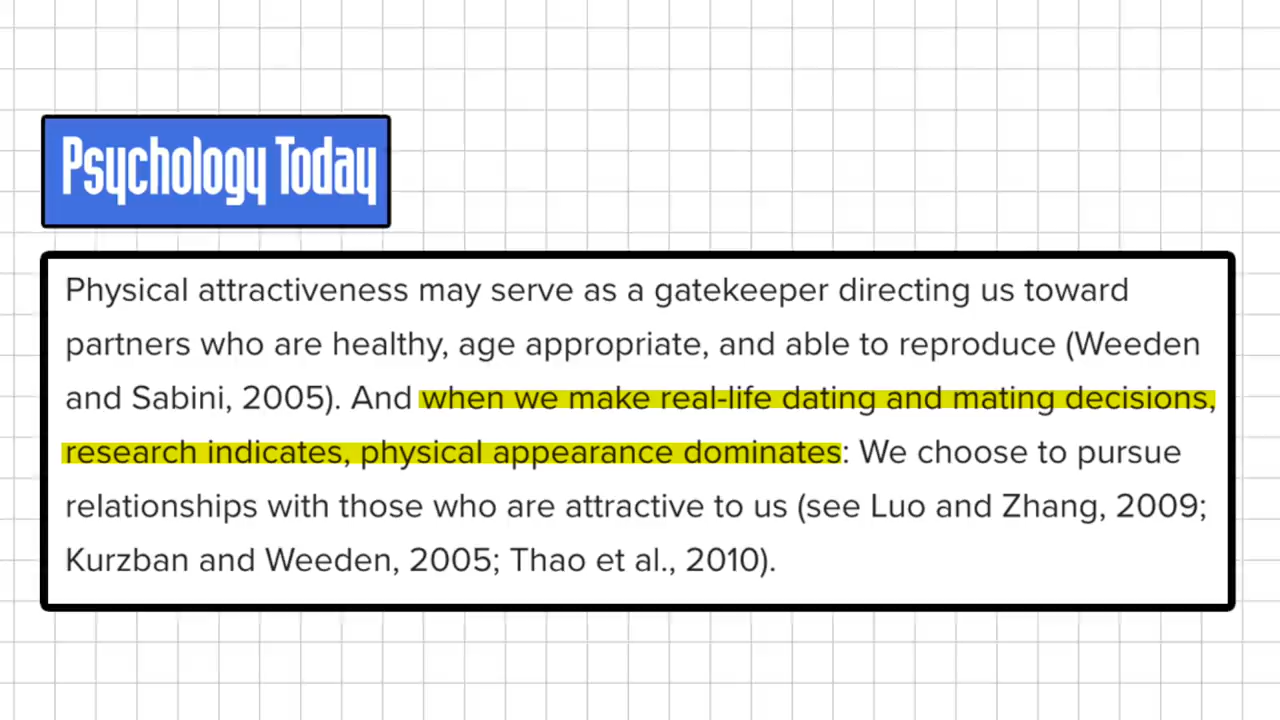 Psychology Today
Physical attractiveness may serve as a gatekeeper directing us toward
partners who are healthy, age appropriate, and able to reproduce (Weeden
and Sabini, 2005). And when we make real-life dating and mating decisions,
research indicates, physical appearance dominates: We choose to pursue
relationships with those who are attractive to us (see Luo and Zhang, 2009;
Kurzban and Weeden, 2005; Thao et al., 2010).